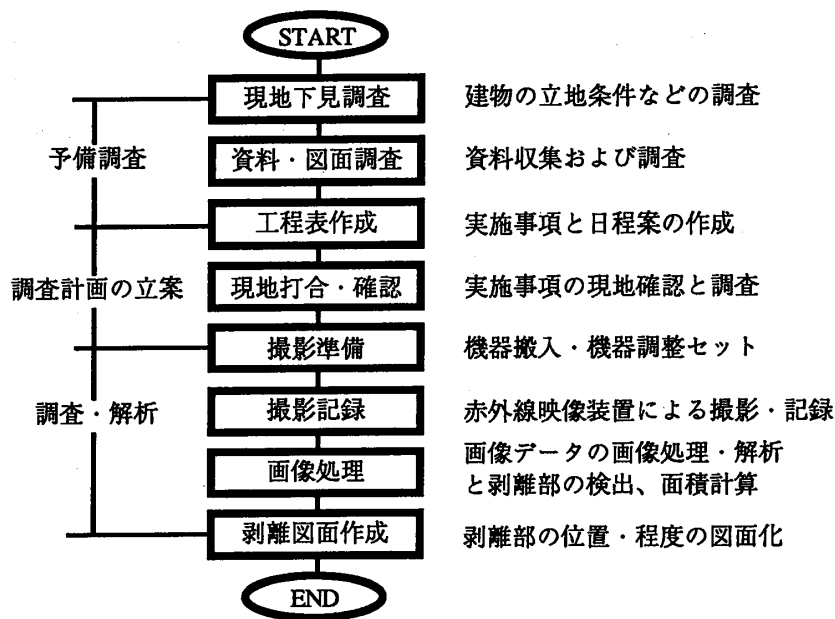 START
現地下見調査 建物の立地条件などの調査
予備調査 資料・図面調査 資料収集および調査
工程表作成 実施事項と日程案の作成
調査計画の立案 現地打合・確認 実施事項の現地確認と調査
撮影準備 機器搬入・機器調整セット
調査・解析 撮影記録 赤外線映像装置による撮影・記録
画像処理 画像データの画像処理・解析
と剥離部の検出、面積計算
剥離図面作成 剥離部の位置・程度の図面化
END